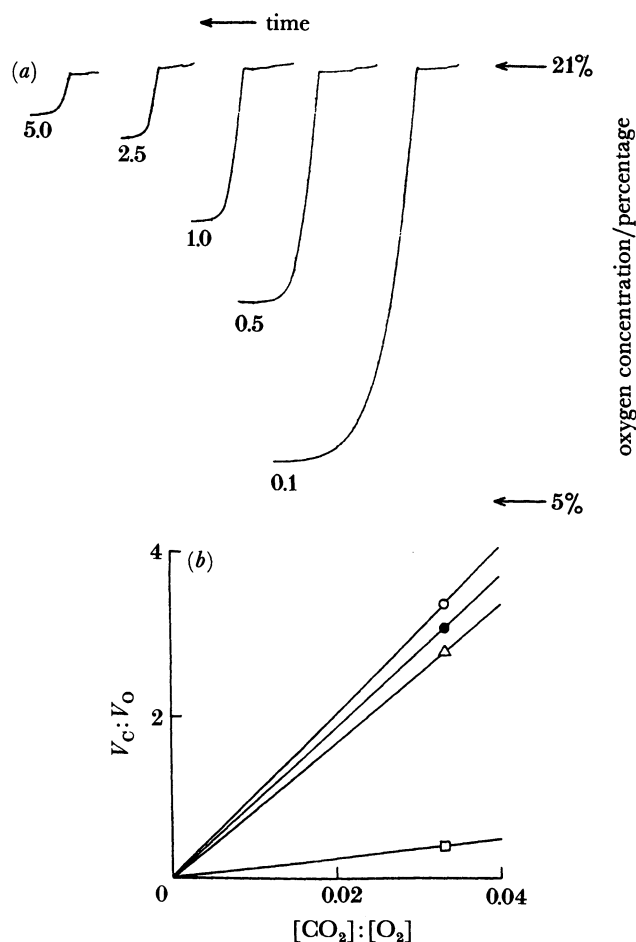 ← time
(a)
← 21%
5.0
2.5
1.0
0.5
0.1
oxygen concentration/percentage
← 5%
(b)
4
2
V_C:V_O
0
0.02
0.04
[CO₂]:[O₂]